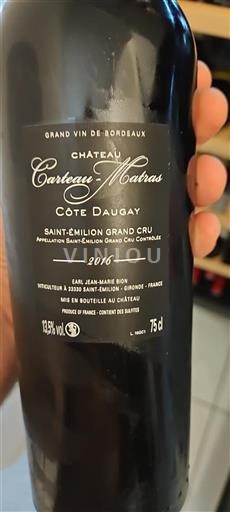 GRAND VIN DE BORDEAUX
CHÂTEAU
Carteau-Matras
CÔTE DAUGAY
SAINT-ÉMILION GRAND CRU
APPELLATION SAINT-ÉMILION GRAND CRU CONTRÔLÉE
VINIOU
2016
EARL JEAN-MARIE BION
VITICULTEUR À 33330 SAINT-ÉMILION - GIRONDE - FRANCE
MIS EN BOUTEILLE AU CHÂTEAU
PRODUCE OF FRANCE - CONTIENT DES SULFITES
13,5% vol. 75 cl